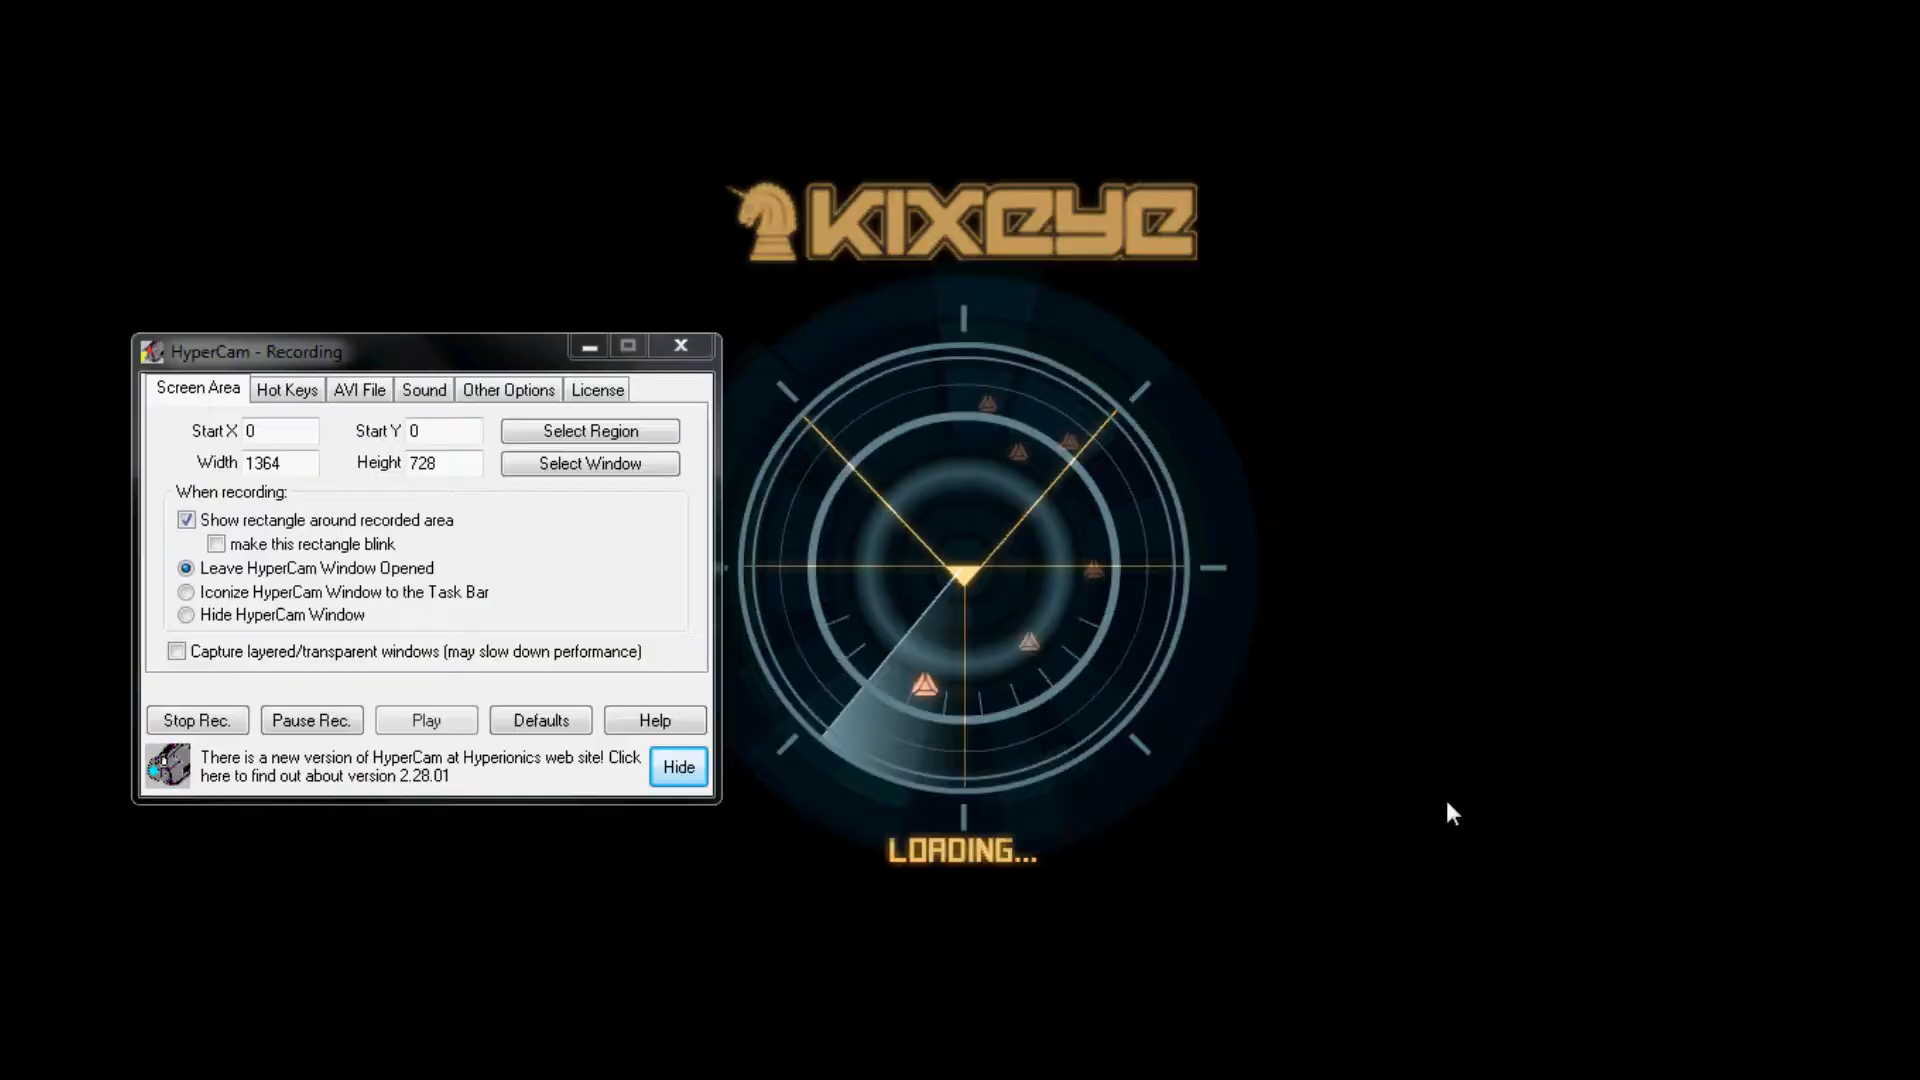 KIXEYE
HyperCam - Recording
Screen Area Hot Keys AVI File Sound Other Options License
Start X 0 Start Y 0 Select Region
Width 1364 Height 728 Select Window
When recording:
Show rectangle around recorded area
make this rectangle blink
Leave HyperCam Window Opened
Iconize HyperCam Window to the Task Bar
Hide HyperCam Window
Capture layered/transparent windows (may slow down performance)
Stop Rec. Pause Rec. Play Defaults Help
There is a new version of HyperCam at Hyperionics web site! Click
here to find out about version 2.28.01
Hide
LOADING...